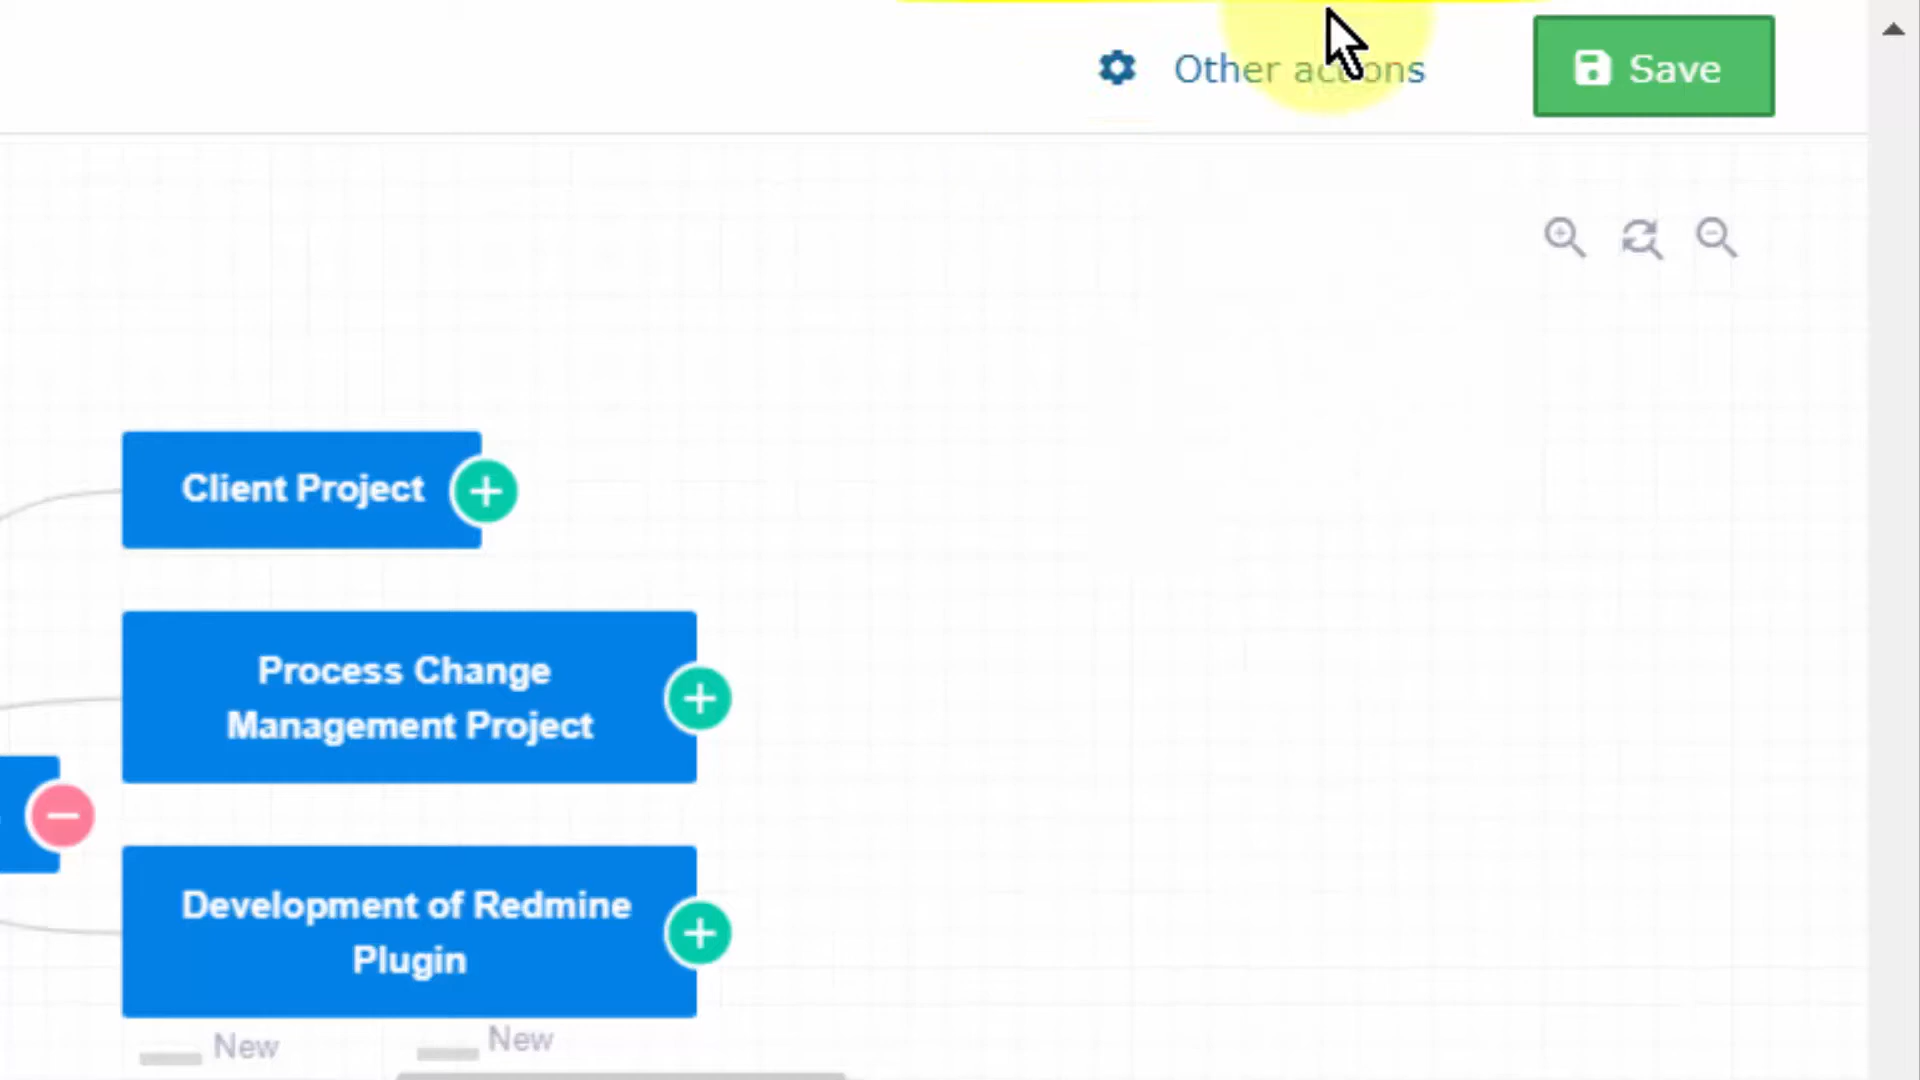 Other actions
Save
Client Project
Process Change
Management Project
Development of Redmine
Plugin
New
New